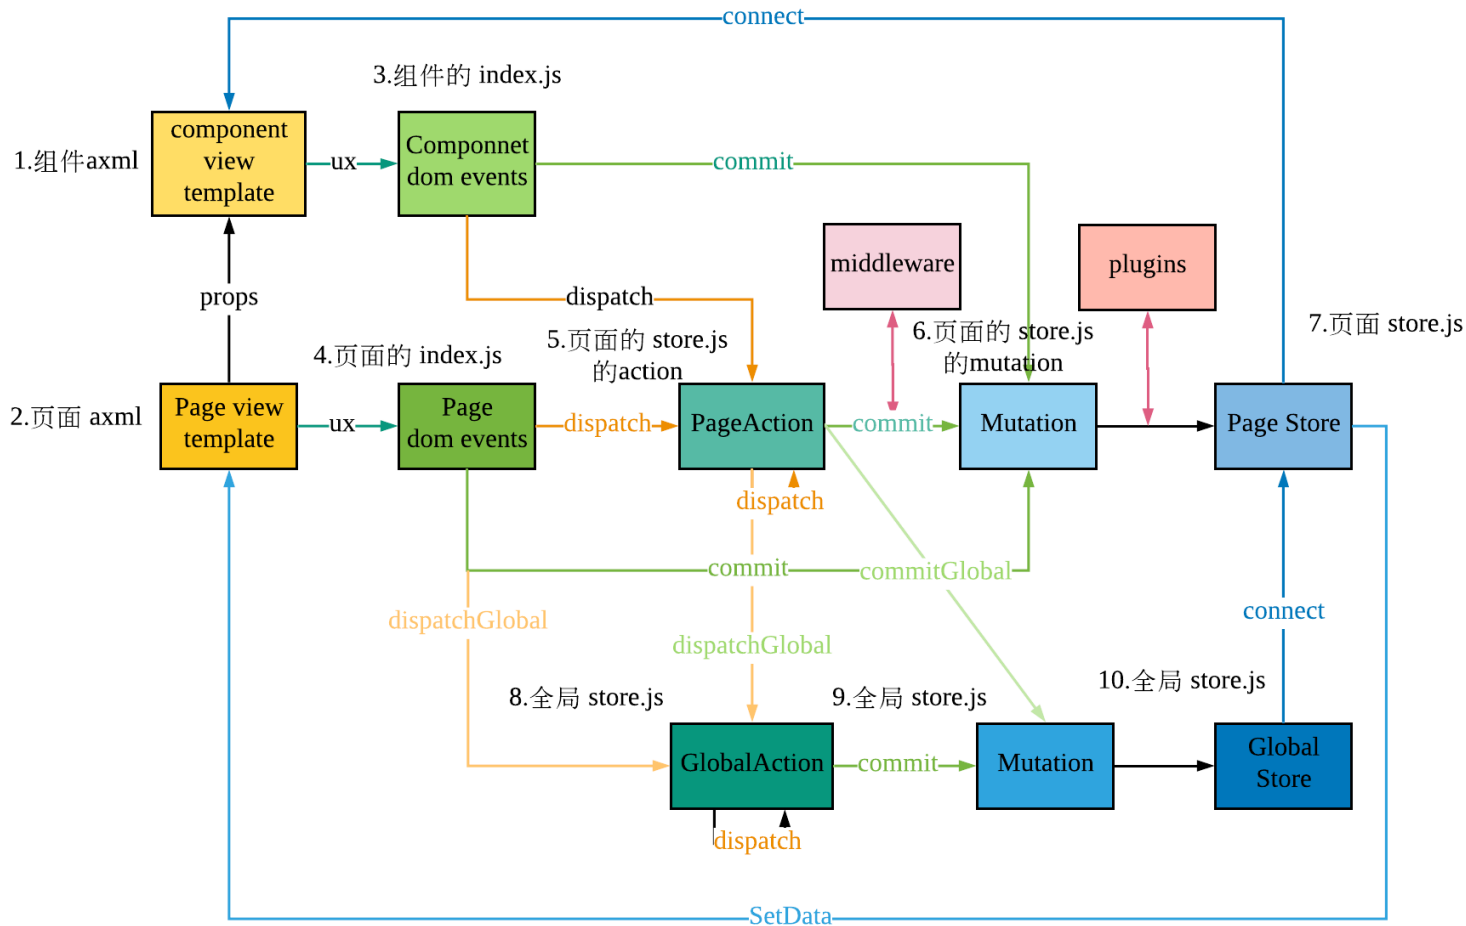 connect
3.组件的 index.js
1.组件axml
component
view
template
ux
Componnet
dom events
commit
middleware
plugins
props
dispatch
4.页面的 index.js
5.页面的 store.js
的action
6.页面的 store.js
的mutation
7.页面 store.js
2.页面 axml
Page view
template
ux
Page
dom events
dispatch
PageAction
commit
Mutation
Page Store
dispatch
commit
commitGlobal
dispatchGlobal
connect
dispatchGlobal
8.全局 store.js
9.全局 store.js
10.全局 store.js
GlobalAction
commit
Mutation
Global
Store
dispatch
SetData